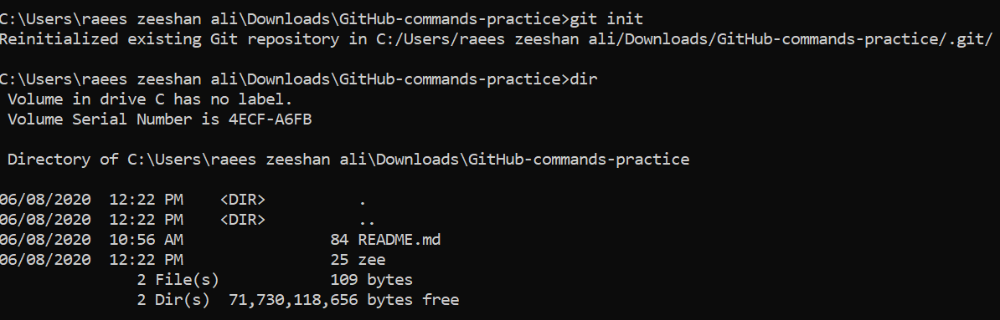 C:\Users\raees zeeshan ali\Downloads\GitHub-commands-practice>git init
Reinitialized existing Git repository in C:/Users/raees zeeshan ali/Downloads/GitHub-commands-practice/.git/
C:\Users\raees zeeshan ali\Downloads\GitHub-commands-practice>dir
 Volume in drive C has no label.
 Volume Serial Number is 4ECF-A6FB
 Directory of C:\Users\raees zeeshan ali\Downloads\GitHub-commands-practice
06/08/2020  12:22 PM    <DIR>          .
06/08/2020  12:22 PM    <DIR>          ..
06/08/2020  10:56 AM                84 README.md
06/08/2020  12:22 PM                25 zee
               2 File(s)            109 bytes
               2 Dir(s)  71,730,118,656 bytes free